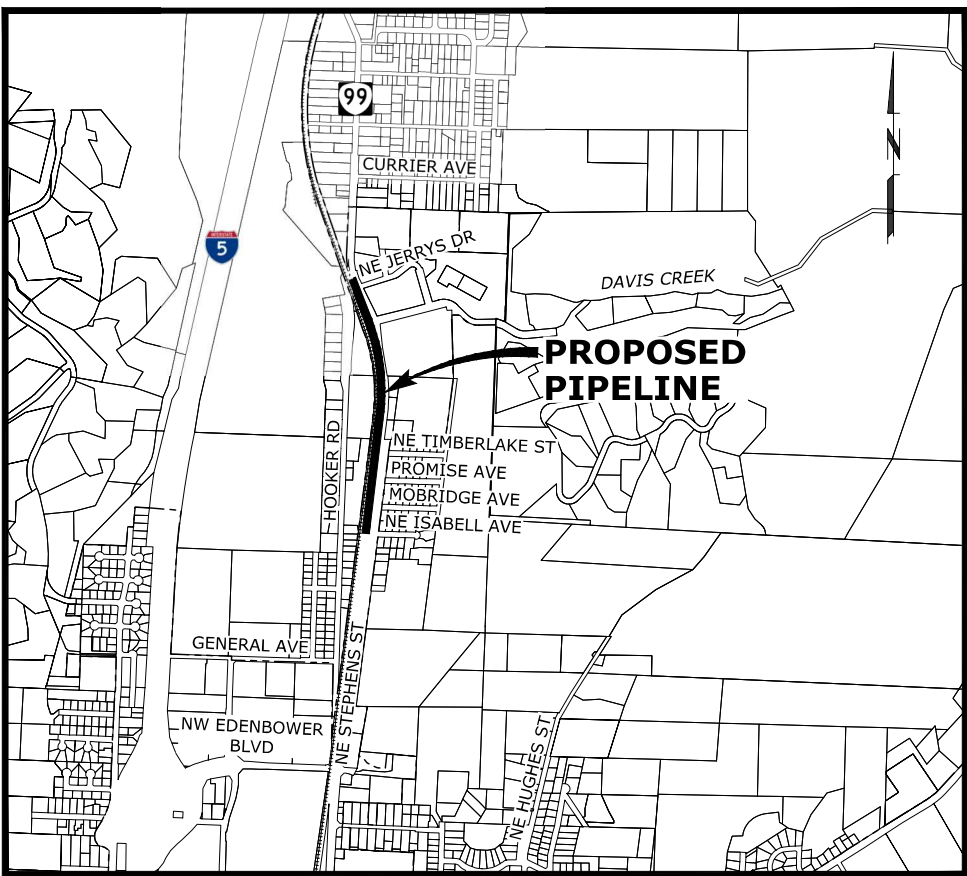 99
CURRIER AVE
N
INTERSTATE
5
NE JERRYS DR
DAVIS CREEK
PROPOSED
PIPELINE
HOOKER RD
NE TIMBERLAKE ST
PROMISE AVE
MOBRIDGE AVE
NE ISABELL AVE
GENERAL AVE
NE STEPHENS ST
NW EDENBOWER
BLVD
NE HUGHES ST